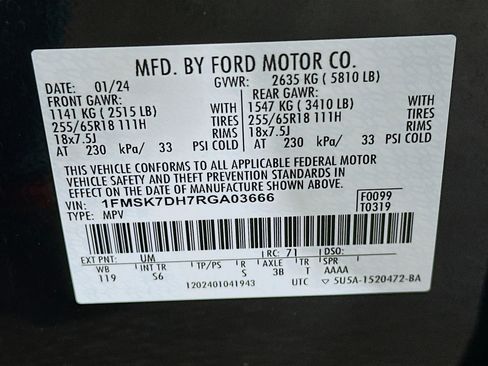 MFD. BY FORD MOTOR CO.
DATE: 01/24 GVWR: 2635 KG ( 5810 LB)
FRONT GAWR: REAR GAWR:
1141 KG ( 2515 LB) WITH 1547 KG ( 3410 LB) WITH
255/65R18 111H TIRES 255/65R18 111H TIRES
18x7.5J RIMS 18x7.5J RIMS
AT 230 kPa/ 33 PSI COLD AT 230 kPa/ 33 PSI COLD
THIS VEHICLE CONFORMS TO ALL APPLICABLE FEDERAL MOTOR
VEHICLE SAFETY AND THEFT PREVENTION STANDARDS IN
EFFECT ON THE DATE OF MANUFACTURE SHOWN ABOVE.
VIN: 1FMSK7DH7RGA03666 F0099
TYPE: MPV T0319
EXT PNT: UM RC: 71 DSO:
WB INT TR TP/PS R AXLE TR SPR
119 S6 S 3B T AAAA
1202401041943 UTC ▽ 5U5A-1520472-BA